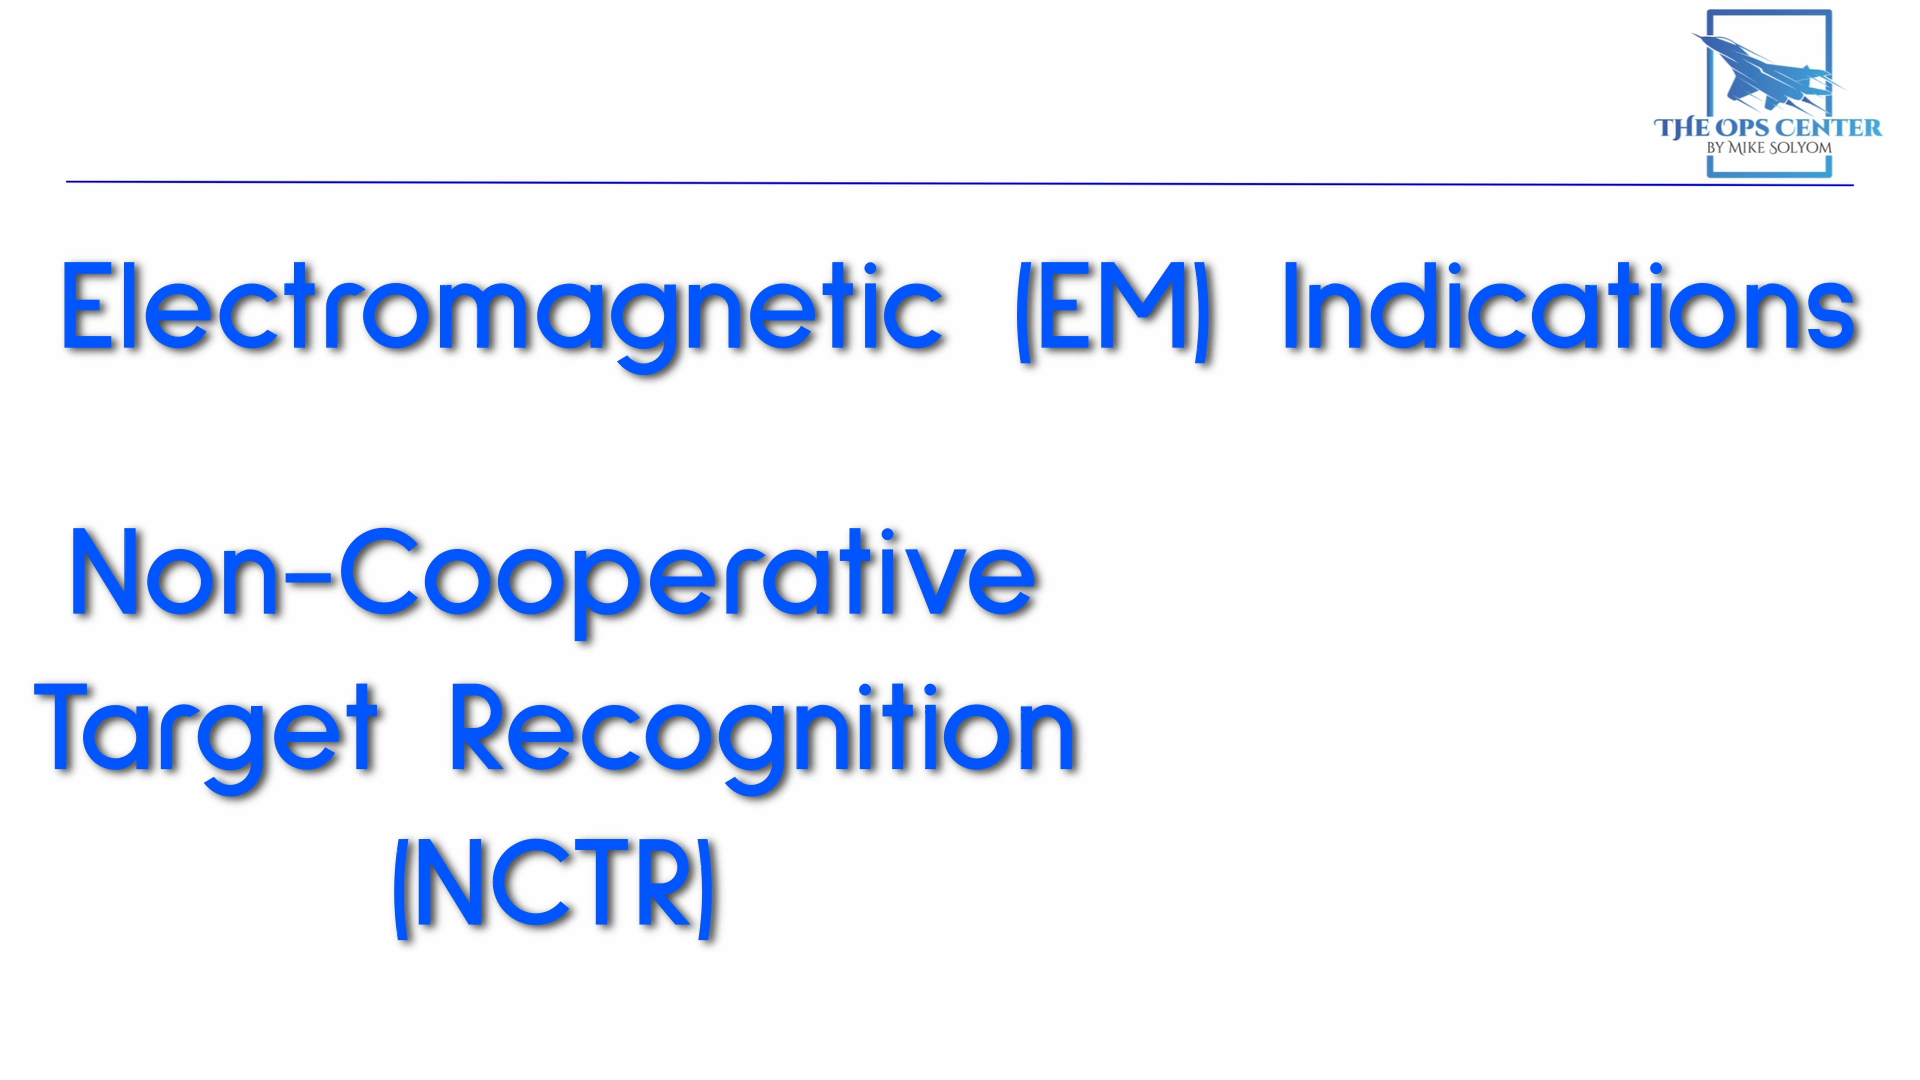 THE OPS CENTER
BY MIKE SOLYOM
Electromagnetic (EM) Indications
Non-Cooperative
Target Recognition
(NCTR)